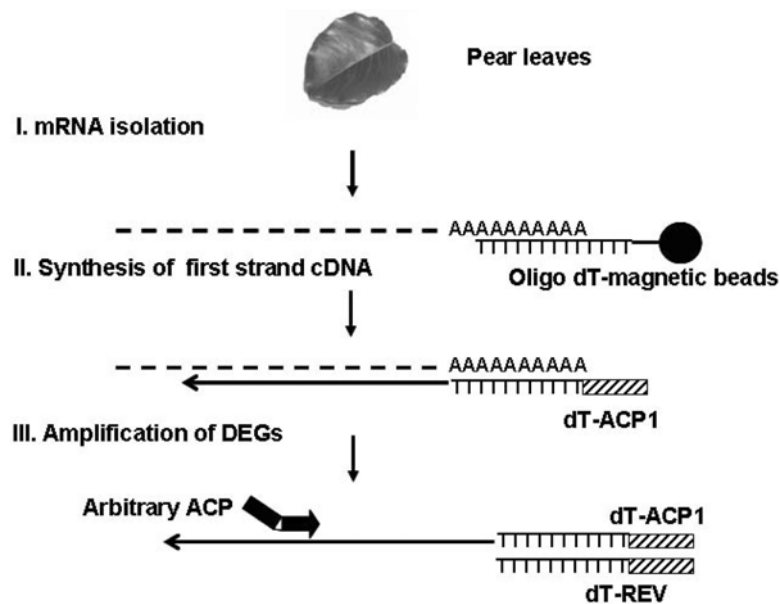 Pear leaves
I. mRNA isolation
AAAAAAAAAA
TTTTTTTTTT
II. Synthesis of first strand cDNA
Oligo dT-magnetic beads
AAAAAAAAAA
TTTTTTTTTT
dT-ACP1
III. Amplification of DEGs
Arbitrary ACP
dT-ACP1
TTTTTTTTTT
TTTTTTTTTT
dT-REV